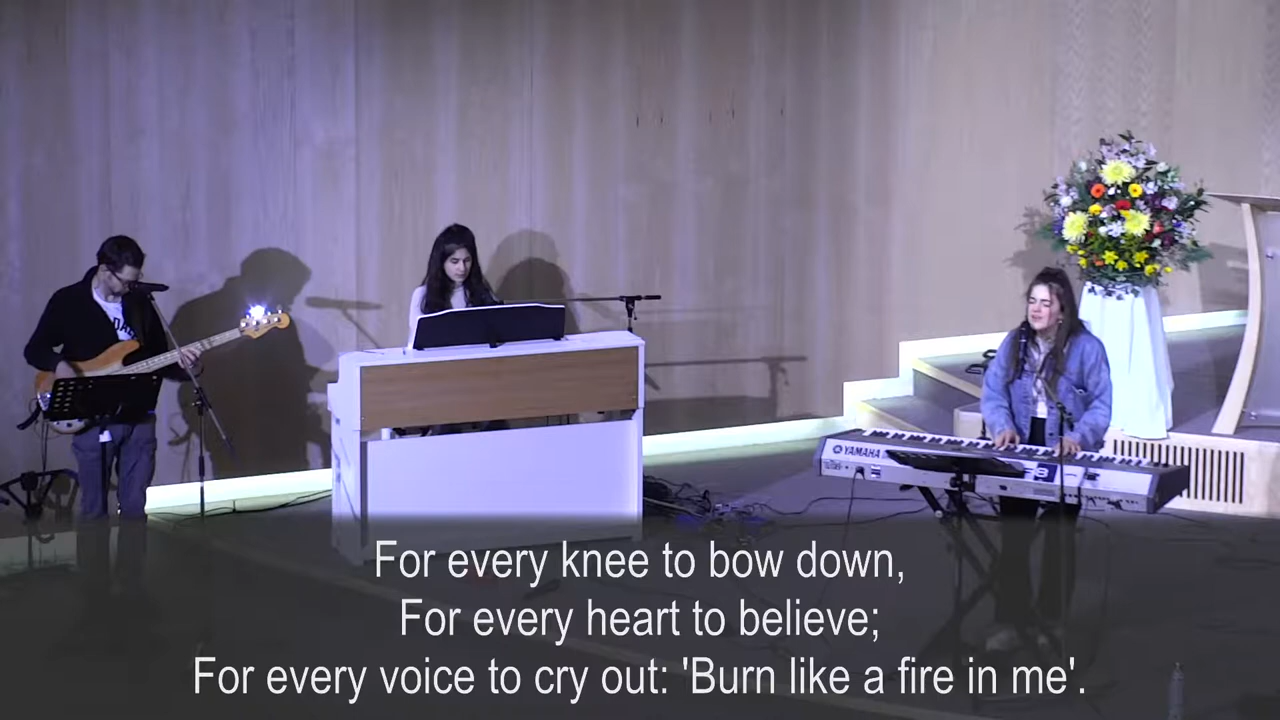 YAMAHA
For every knee to bow down,
For every heart to believe;
For every voice to cry out: 'Burn like a fire in me'.